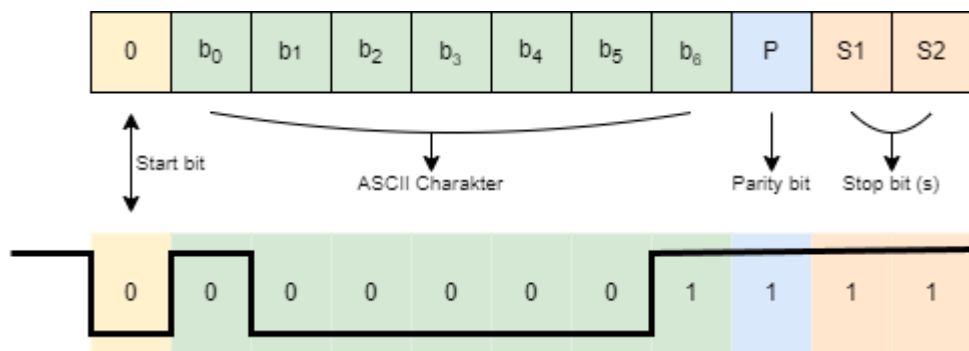 0 b₀ b₁ b₂ b₃ b₄ b₅ b₆ P S1 S2
Start bit
ASCII Charakter
Parity bit
Stop bit (s)
0 0 0 0 0 0 0 1 1 1 1